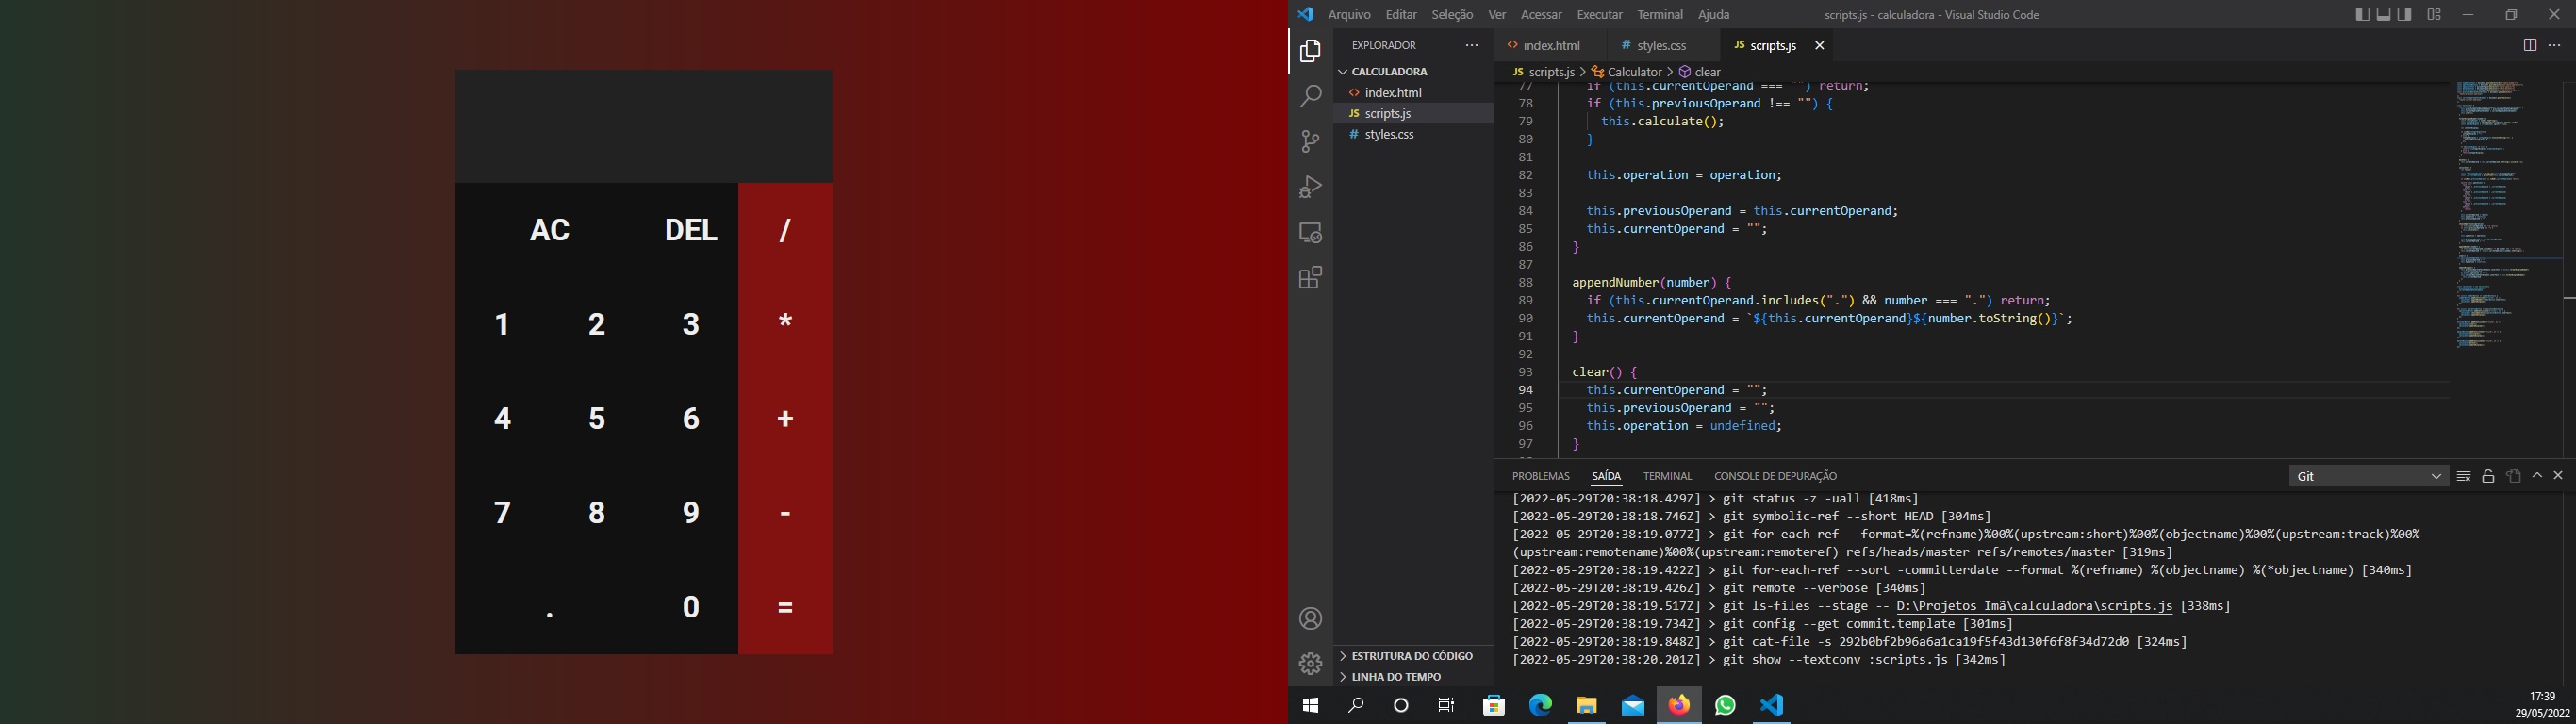 AC DEL /
1 2 3 *
4 5 6 +
7 8 9 -
. 0 =
Arquivo Editar Seleção Ver Acessar Executar Terminal Ajuda
scripts.js - calculadora - Visual Studio Code
EXPLORADOR
CALCULADORA
index.html
JS scripts.js
# styles.css
ESTRUTURA DO CÓDIGO
LINHA DO TEMPO
<> index.html # styles.css JS scripts.js
JS scripts.js > Calculator > clear
77 if (this.currentOperand === "") return;
78 if (this.previousOperand !== "") {
79 this.calculate();
80 }
81
82 this.operation = operation;
83
84 this.previousOperand = this.currentOperand;
85 this.currentOperand = "";
86 }
87
88 appendNumber(number) {
89 if (this.currentOperand.includes(".") && number === ".") return;
90 this.currentOperand = `${this.currentOperand}${number.toString()}`;
91 }
92
93 clear() {
94 this.currentOperand = "";
95 this.previousOperand = "";
96 this.operation = undefined;
97 }
PROBLEMAS SAÍDA TERMINAL CONSOLE DE DEPURAÇÃO
Git
[2022-05-29T20:38:18.429Z] > git status -z -uall [418ms]
[2022-05-29T20:38:18.746Z] > git symbolic-ref --short HEAD [304ms]
[2022-05-29T20:38:19.077Z] > git for-each-ref --format=%(refname)%00%(upstream:short)%00%(objectname)%00%(upstream:track)%00%
(upstream:remotename)%00%(upstream:remoteref) refs/heads/master refs/remotes/master [319ms]
[2022-05-29T20:38:19.422Z] > git for-each-ref --sort -committerdate --format %(refname) %(objectname) %(*objectname) [340ms]
[2022-05-29T20:38:19.426Z] > git remote --verbose [340ms]
[2022-05-29T20:38:19.517Z] > git ls-files --stage -- D:\Projetos Imã\calculadora\scripts.js [338ms]
[2022-05-29T20:38:19.734Z] > git config --get commit.template [301ms]
[2022-05-29T20:38:19.848Z] > git cat-file -s 292b0bf2b96a6a1ca19f5f43d130f6f8f34d72d0 [324ms]
[2022-05-29T20:38:20.201Z] > git show --textconv :scripts.js [342ms]
17:39
29/05/2022